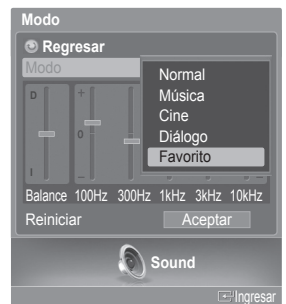 Modo
Regresar
Modo
Normal
Música
Cine
Diálogo
Favorito
D
+
0
I
−
Balance 100Hz 300Hz 1kHz 3kHz 10kHz
Reiniciar Aceptar
Sound
Ingresar